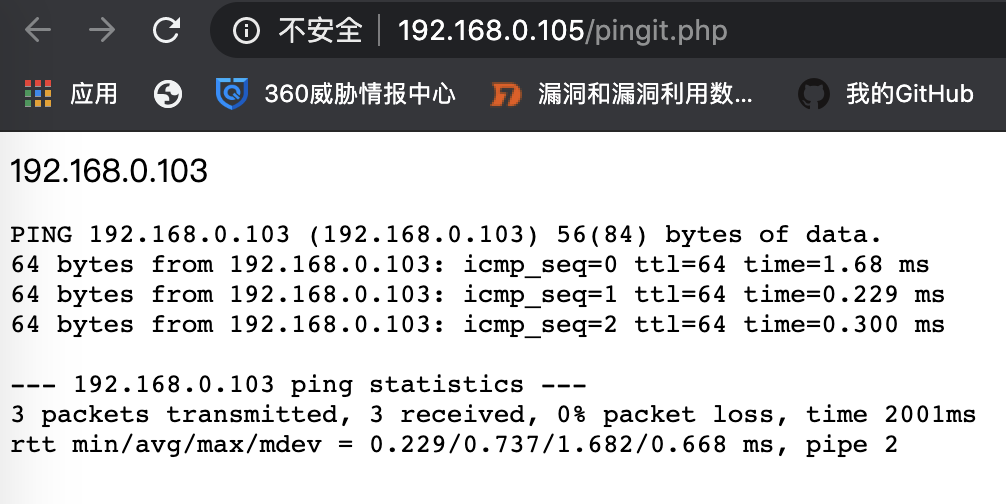 不安全 192.168.0.105/pingit.php
应用 360威胁情报中心 漏洞和漏洞利用数... 我的GitHub
192.168.0.103
PING 192.168.0.103 (192.168.0.103) 56(84) bytes of data.
64 bytes from 192.168.0.103: icmp_seq=0 ttl=64 time=1.68 ms
64 bytes from 192.168.0.103: icmp_seq=1 ttl=64 time=0.229 ms
64 bytes from 192.168.0.103: icmp_seq=2 ttl=64 time=0.300 ms
--- 192.168.0.103 ping statistics ---
3 packets transmitted, 3 received, 0% packet loss, time 2001ms
rtt min/avg/max/mdev = 0.229/0.737/1.682/0.668 ms, pipe 2